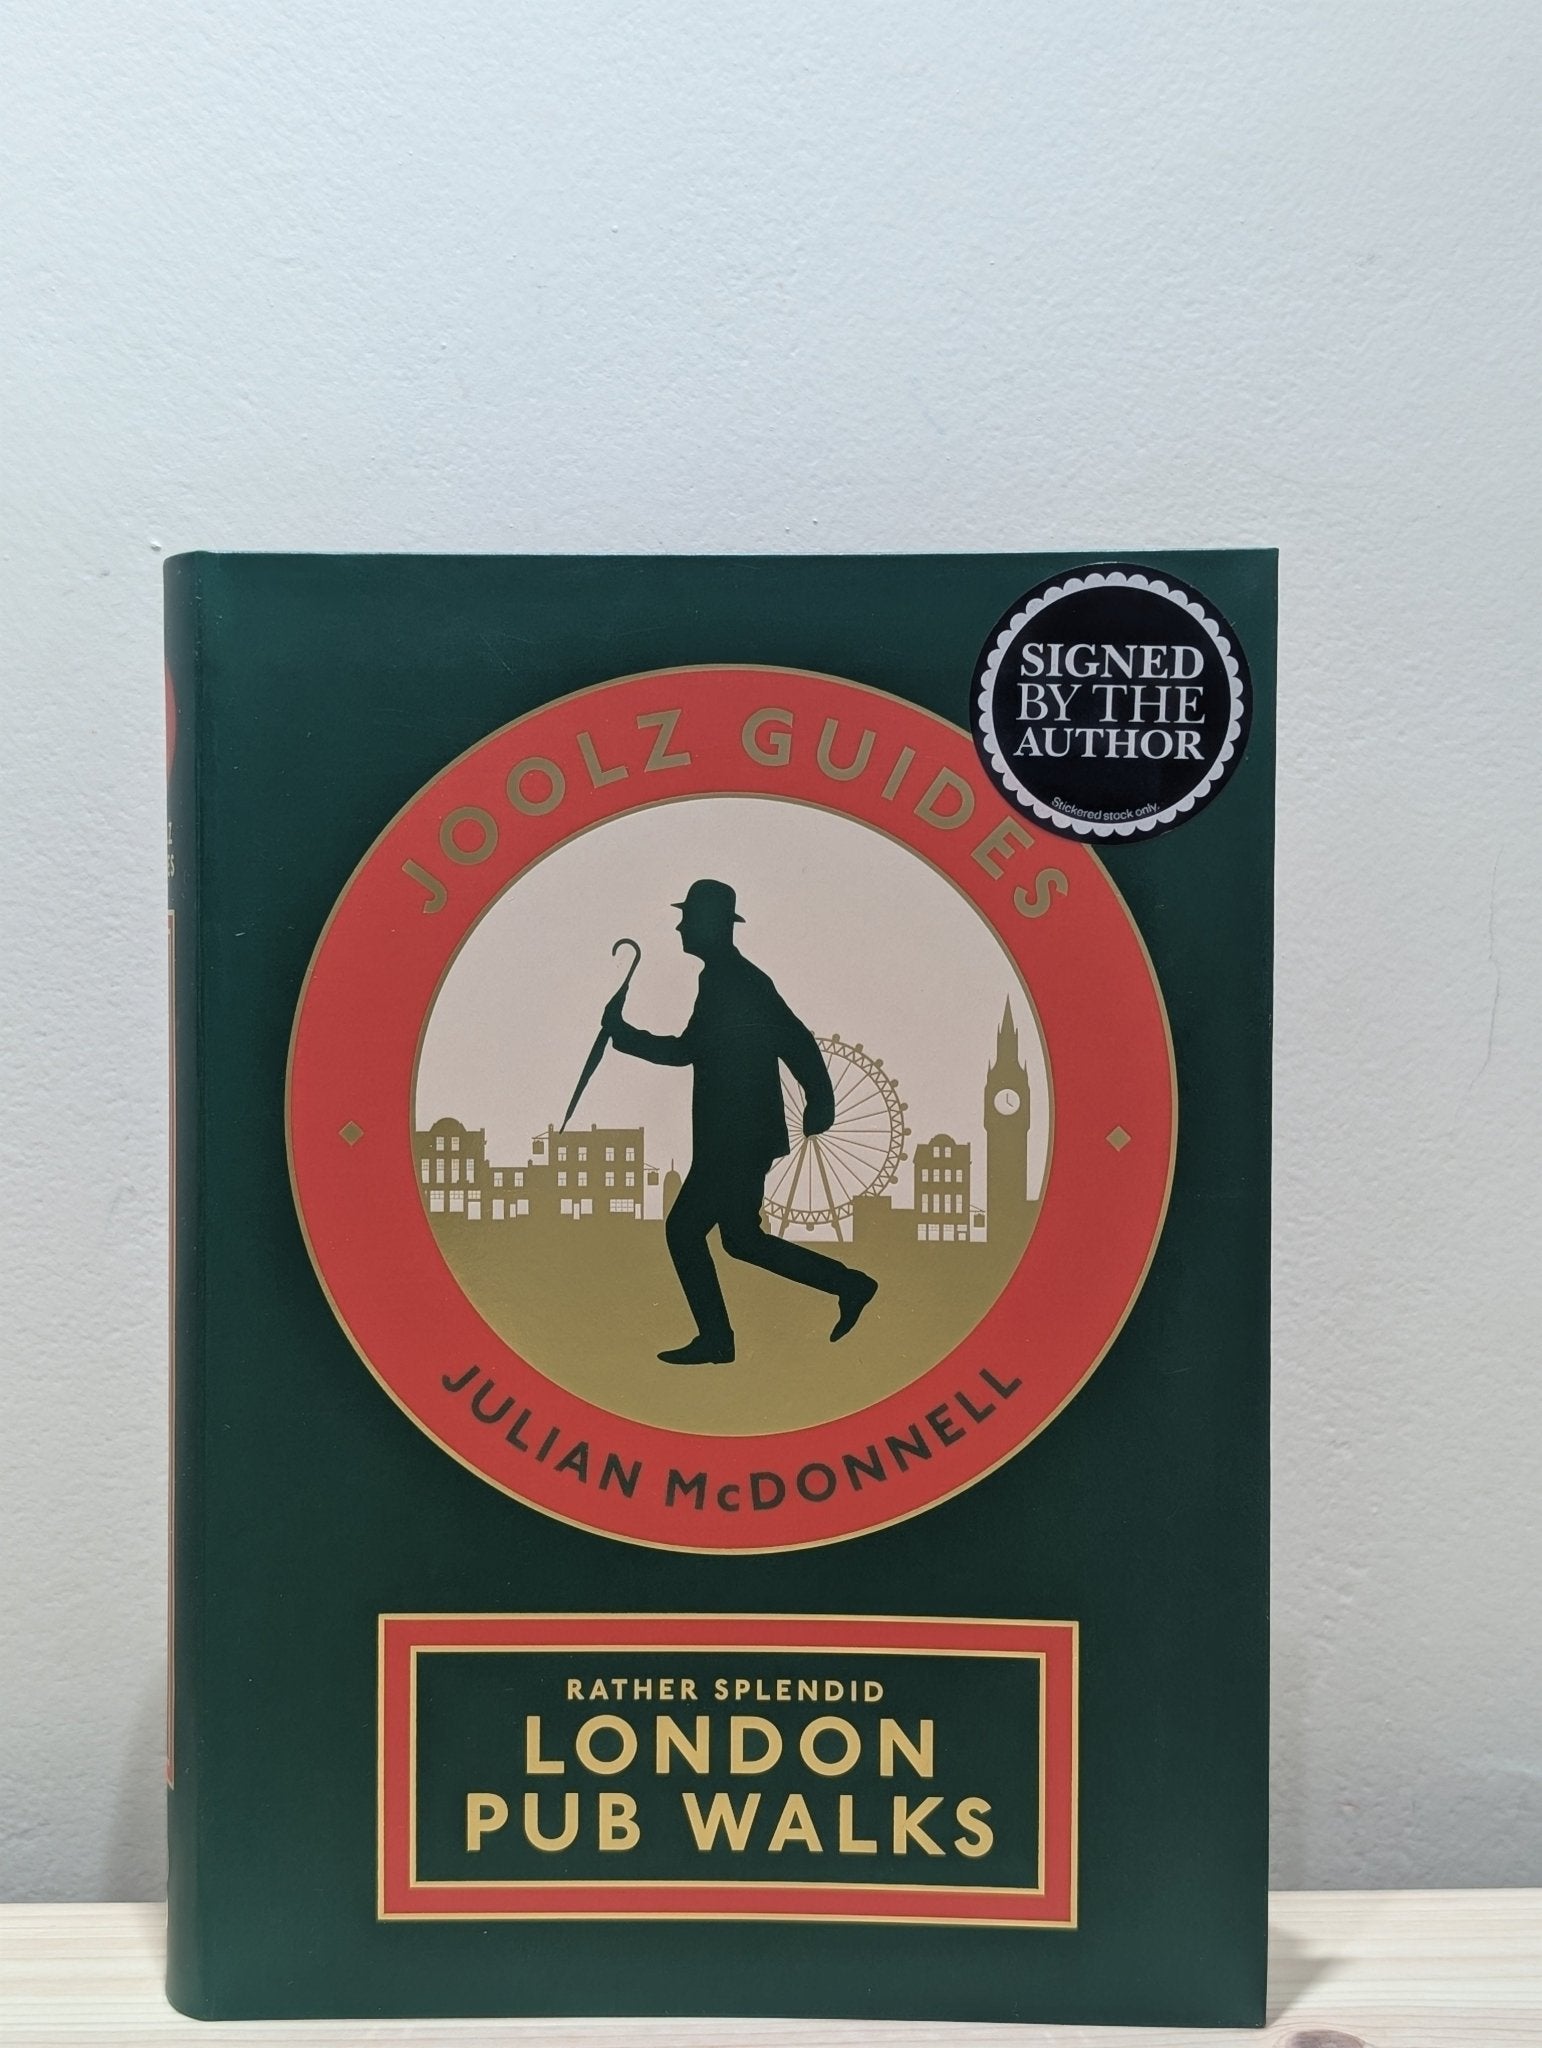 SIGNED
BY THE
AUTHOR
Stickered stock only.
JOOLZ GUIDES
JULIAN McDONNELL
RATHER SPLENDID
LONDON
PUB WALKS